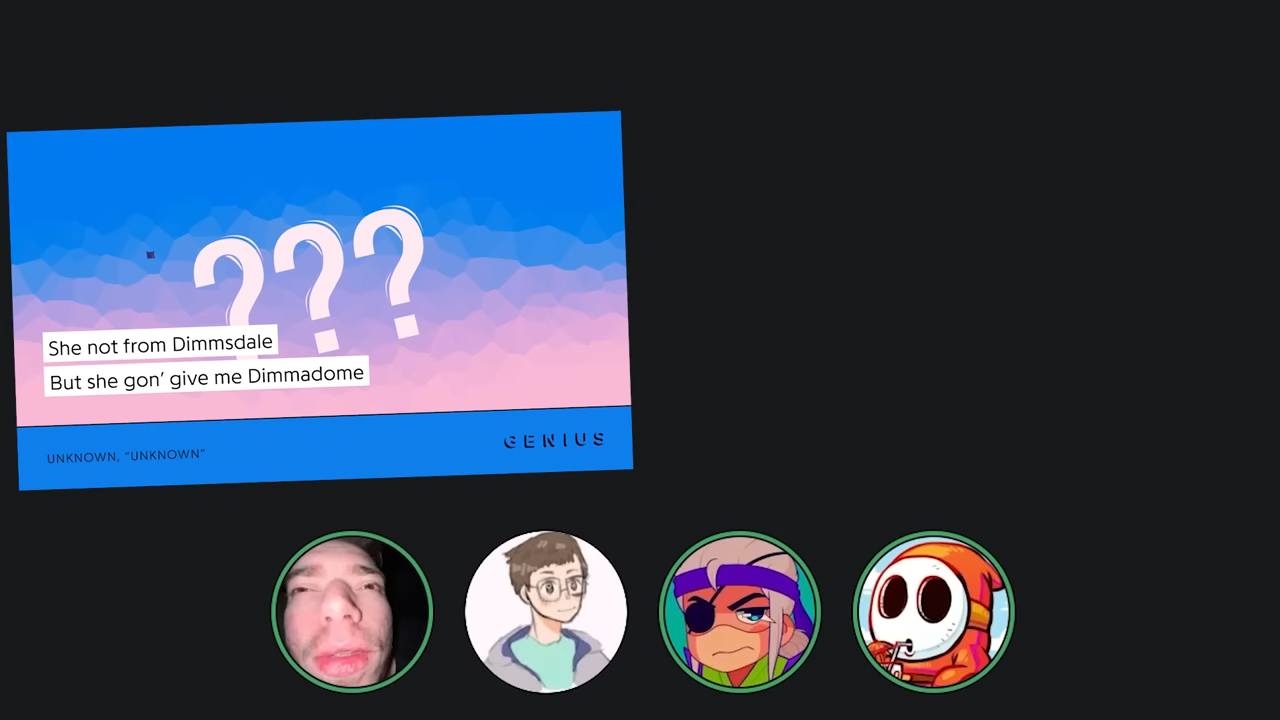 ???
She not from Dimmsdale
But she gon’ give me Dimmadome
UNKNOWN, “UNKNOWN”
GENIUS